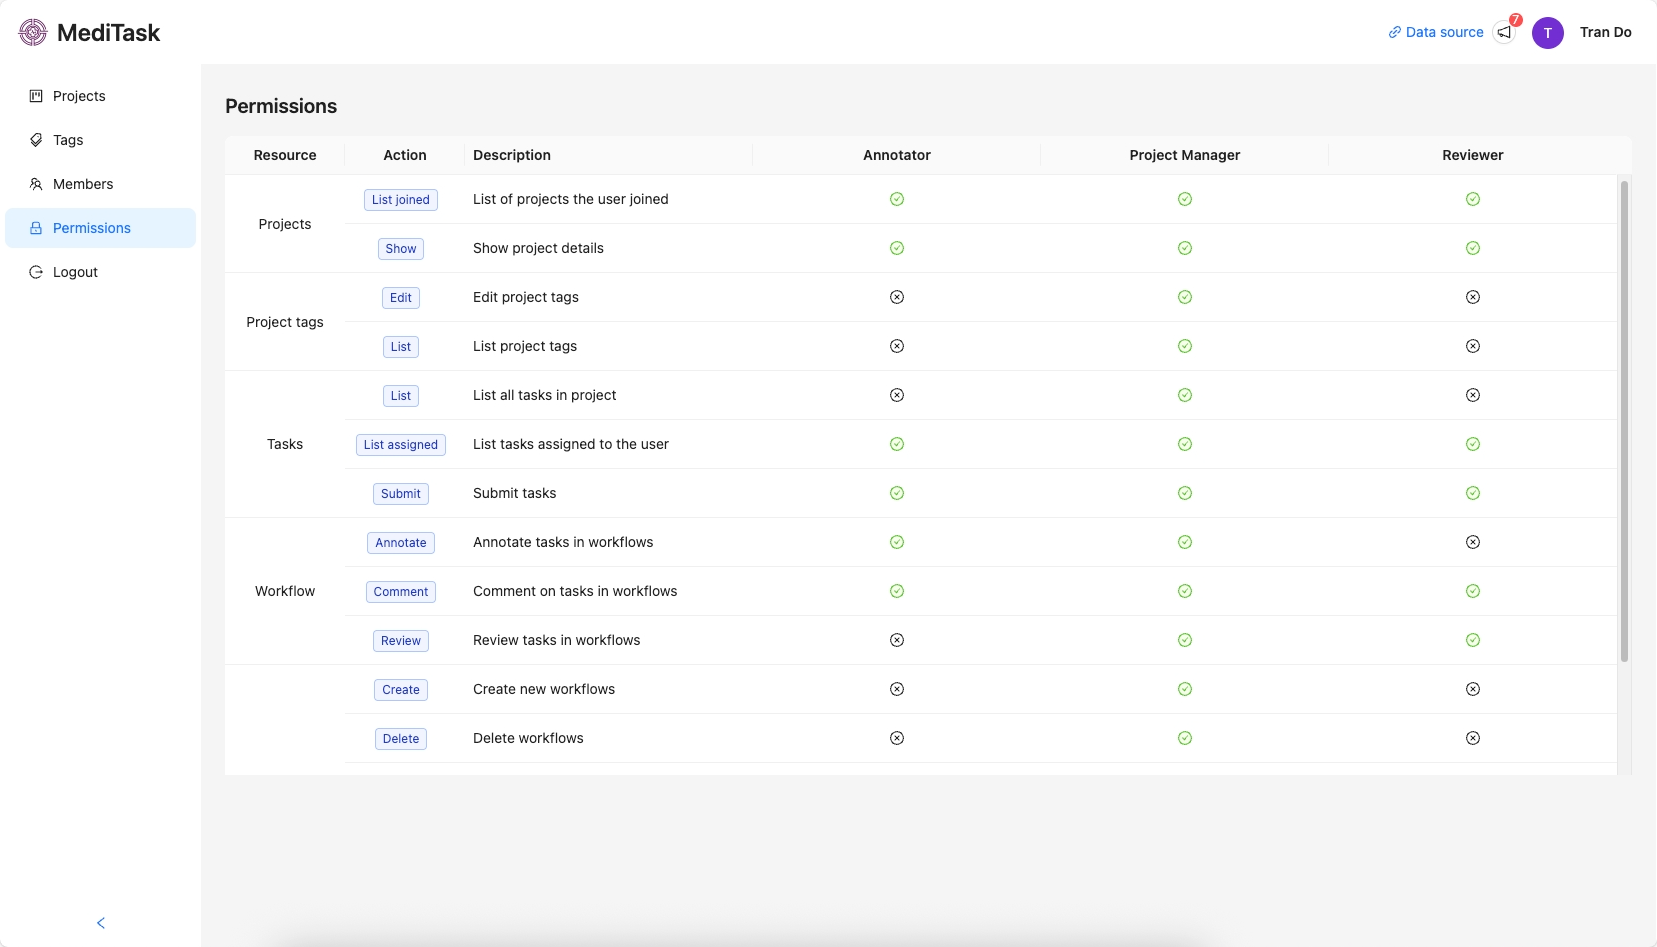 MediTask
Data source
7
T
Tran Do
Projects
Tags
Members
Permissions
Logout
Permissions
Resource Action Description Annotator Project Manager Reviewer
Projects
List joined List of projects the user joined
Show Show project details
Project tags
Edit Edit project tags
List List project tags
Tasks
List List all tasks in project
List assigned List tasks assigned to the user
Submit Submit tasks
Workflow
Annotate Annotate tasks in workflows
Comment Comment on tasks in workflows
Review Review tasks in workflows
Create Create new workflows
Delete Delete workflows